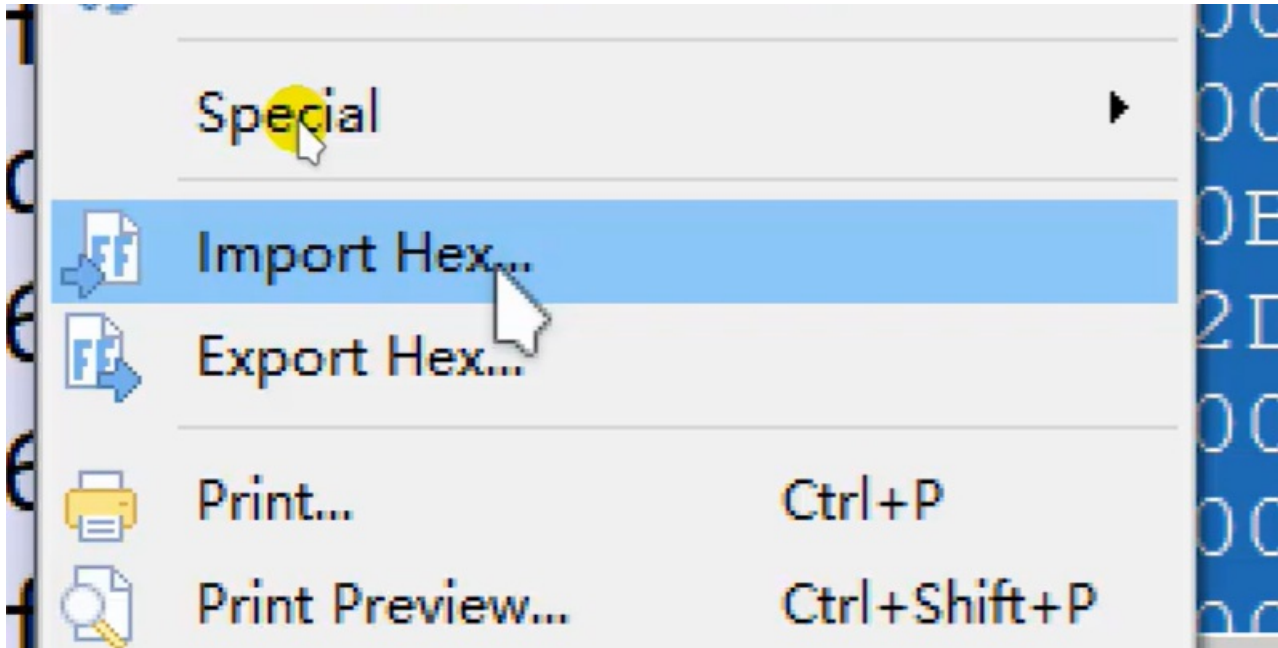 Special
Import Hex...
Export Hex...
Print... Ctrl+P
Print Preview... Ctrl+Shift+P